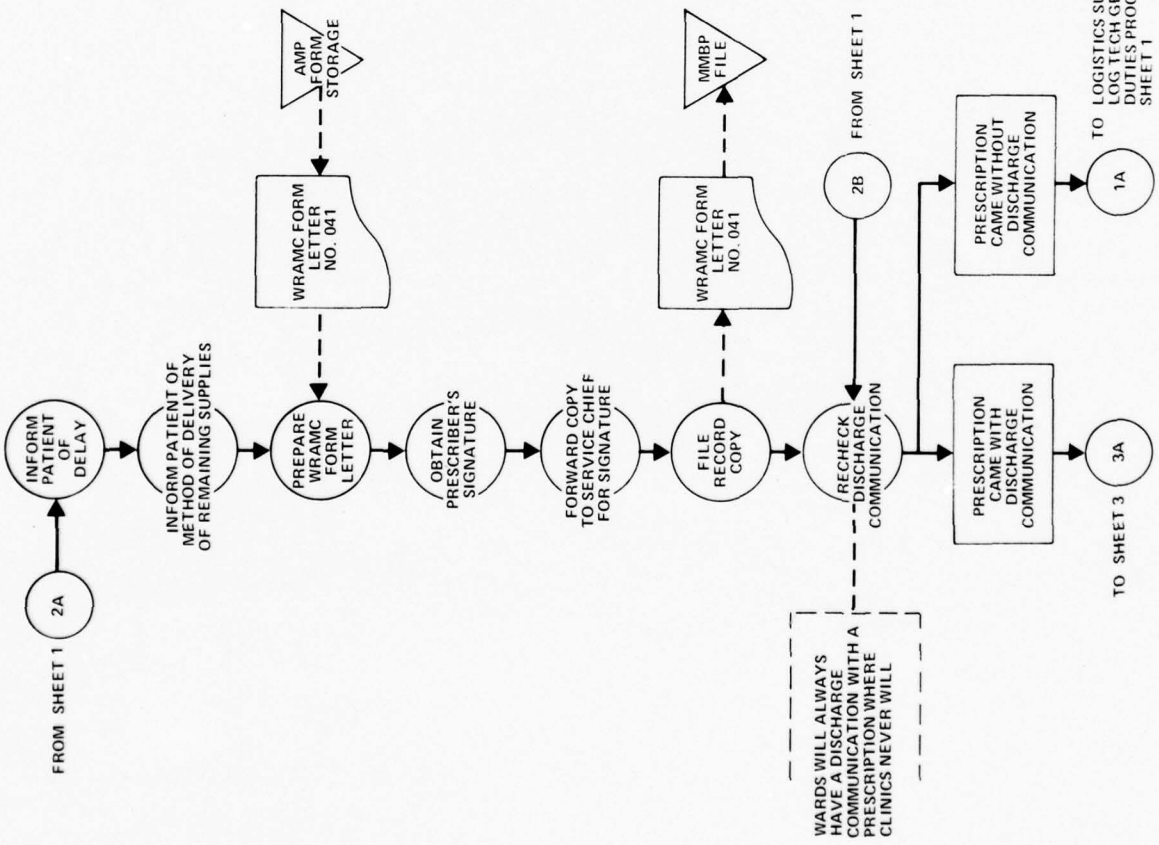 FROM SHEET 1
2A
INFORM
PATIENT
OF
DELAY
INFORM PATIENT OF
METHOD OF DELIVERY
OF REMAINING SUPPLIES
PREPARE
WRAMC
FORM
LETTER
WRAMC FORM
LETTER
NO. 041
AMP
FORM
STORAGE
OBTAIN
PRESCRIBER'S
SIGNATURE
FORWARD COPY
TO SERVICE CHIEF
FOR SIGNATURE
FILE
RECORD
COPY
WRAMC FORM
LETTER
NO. 041
MMBP
FILE
RECHECK
DISCHARGE
COMMUNICATION
2B
FROM SHEET 1
WARDS WILL ALWAYS
HAVE A DISCHARGE
COMMUNICATION WITH A
PRESCRIPTION WHERE
CLINICS NEVER WILL
PRESCRIPTION
CAME WITH
DISCHARGE
COMMUNICATION
PRESCRIPTION
CAME WITHOUT
DISCHARGE
COMMUNICATION
TO SHEET 3
3A
1A
TO LOGISTICS
LOG TECH
DUTIES
SHEET 1